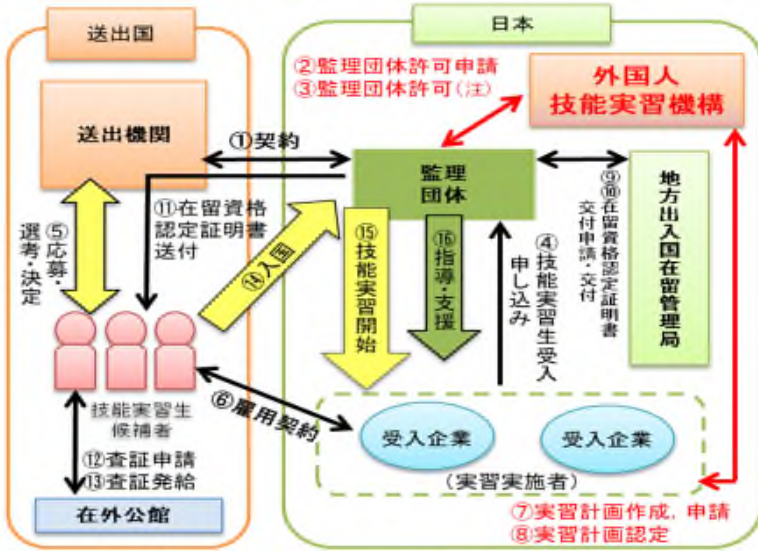 送出国
日本
②監理団体許可申請
③監理団体許可(注)
外国人
技能実習機構
送出機関
①契約
監理
団体
地方出入国在留管理局
⑨⑩在留資格認定証明書
交付申請・交付
⑤応募・
選考・決定
⑪在留資格
認定証明書
送付
⑭入国
⑮技能実習開始
⑯指導・支援
④技能実習生受入
申し込み
技能実習生
候補者
⑥雇用契約
受入企業
受入企業
(実習実施者)
⑫査証申請
⑬査証発給
在外公館
⑦実習計画作成，申請
⑧実習計画認定